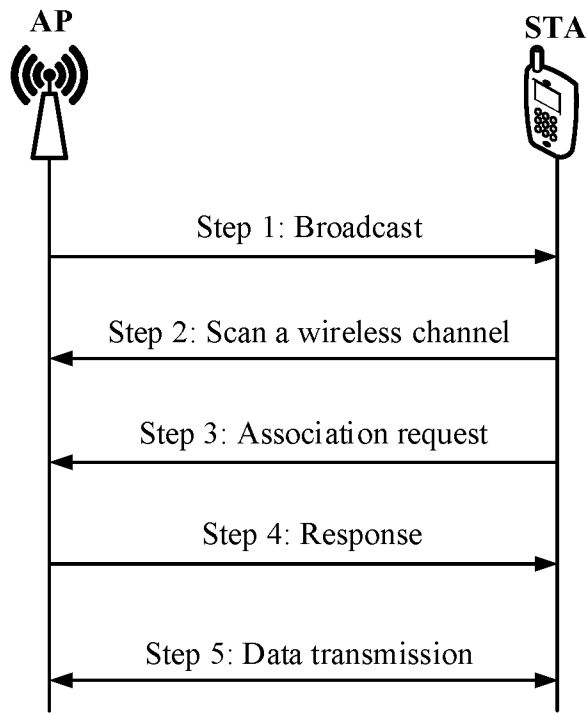 AP
STA
Step 1: Broadcast
Step 2: Scan a wireless channel
Step 3: Association request
Step 4: Response
Step 5: Data transmission